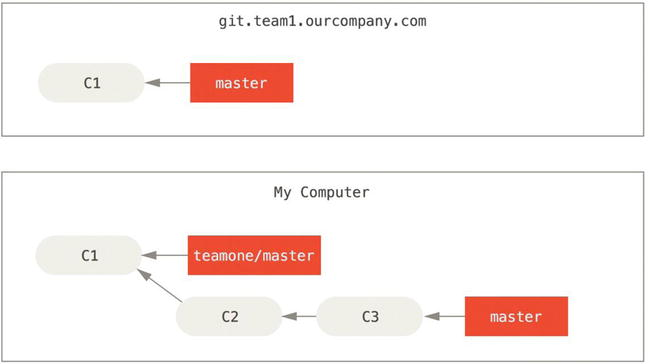 git.team1.ourcompany.com
C1
master
My Computer
C1
teamone/master
C2
C3
master